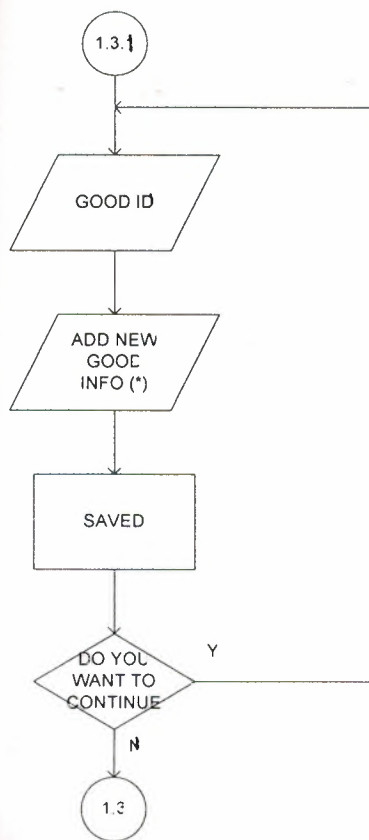 1.3.1
GOOD ID
ADD NEW
GOOD
INFO (*)
SAVED
DO YOU
WANT TO
CONTINUE
Y
N
1.3